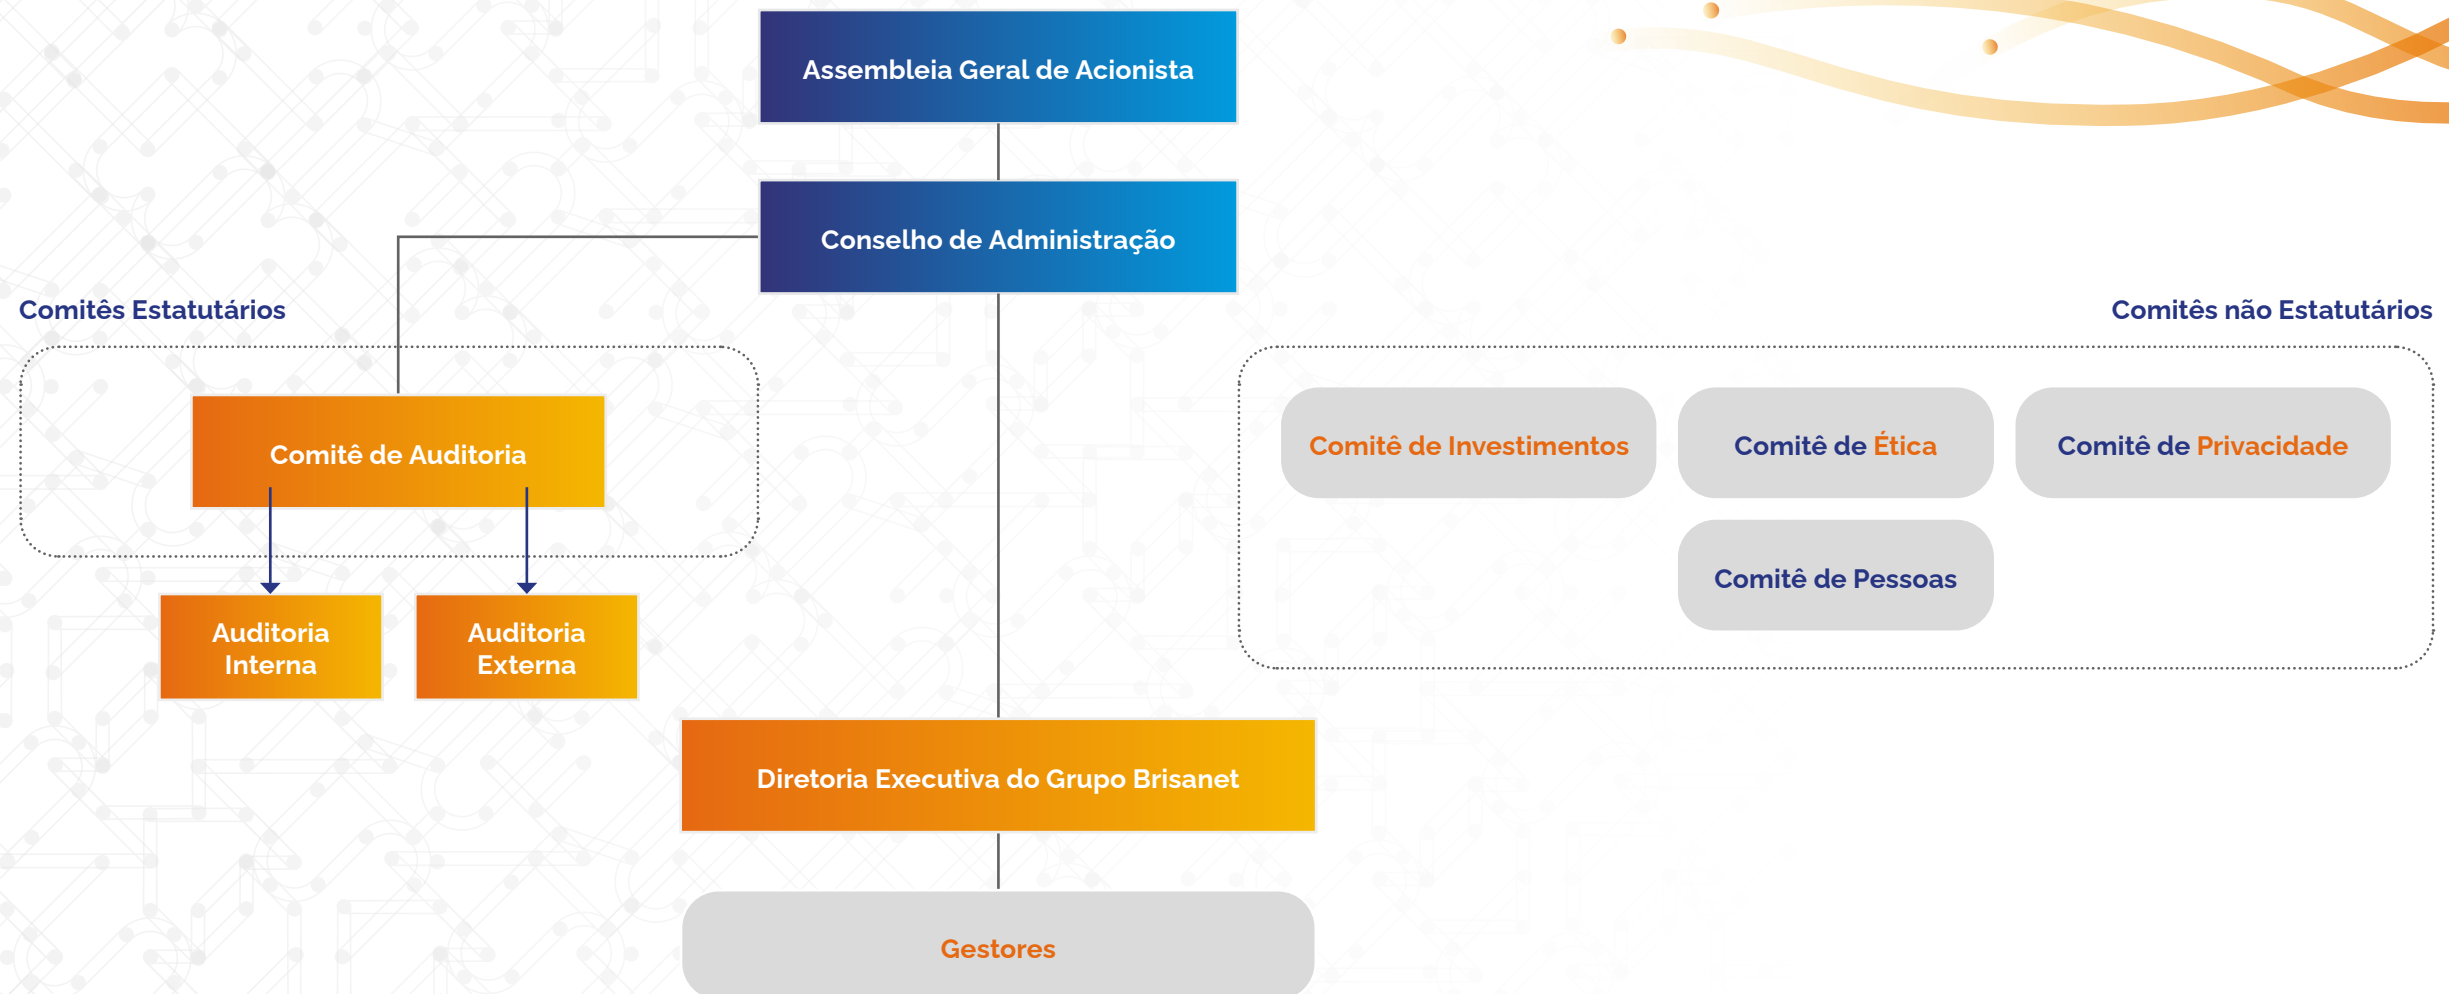 Assembleia Geral de Acionista
Conselho de Administração
Comitês Estatutários
Comitê de Auditoria
Auditoria
Interna
Auditoria
Externa
Comitês não Estatutários
Comitê de Investimentos
Comitê de Ética
Comitê de Privacidade
Comitê de Pessoas
Diretoria Executiva do Grupo Brisanet
Gestores